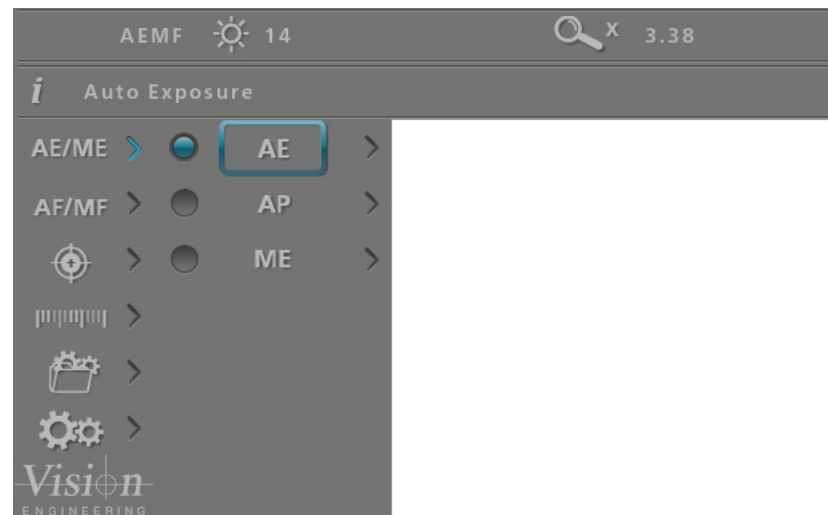 AEMF 14 x 3.38
i Auto Exposure
AE/ME AE
AF/MF AP
ME
Vision
ENGINEERING